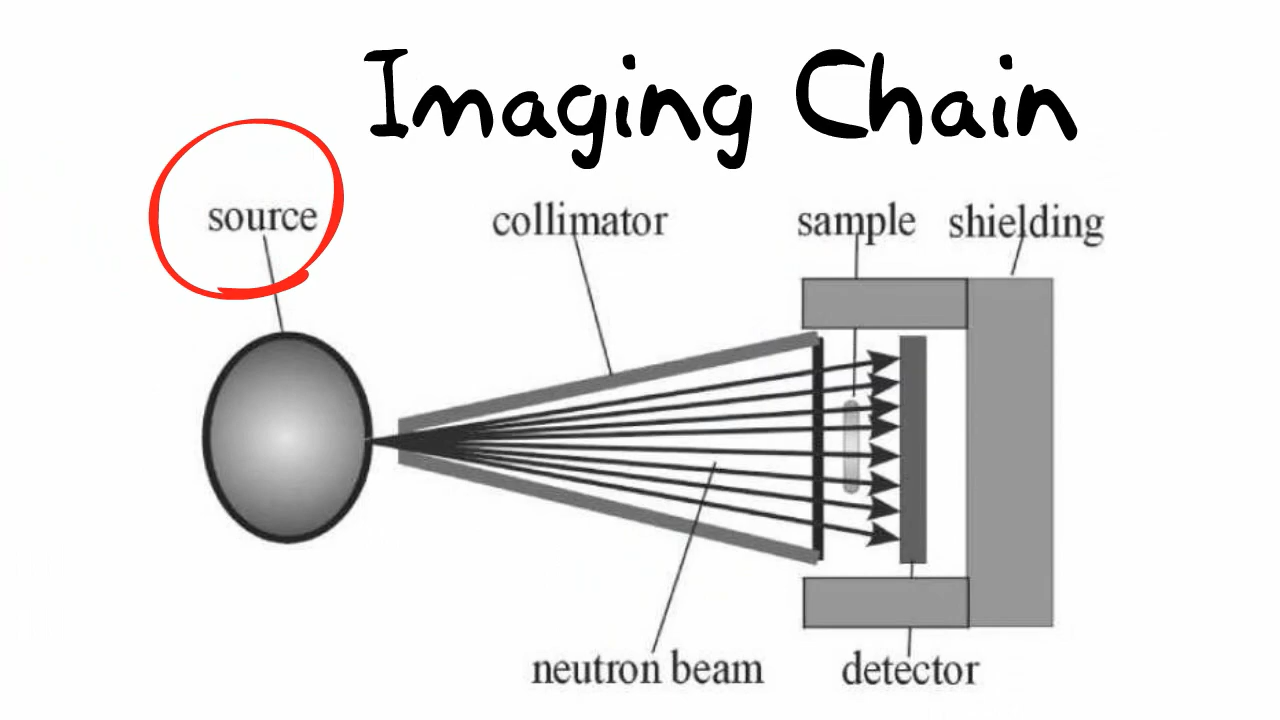 Imaging Chain
source
collimator
sample
shielding
neutron beam
detector